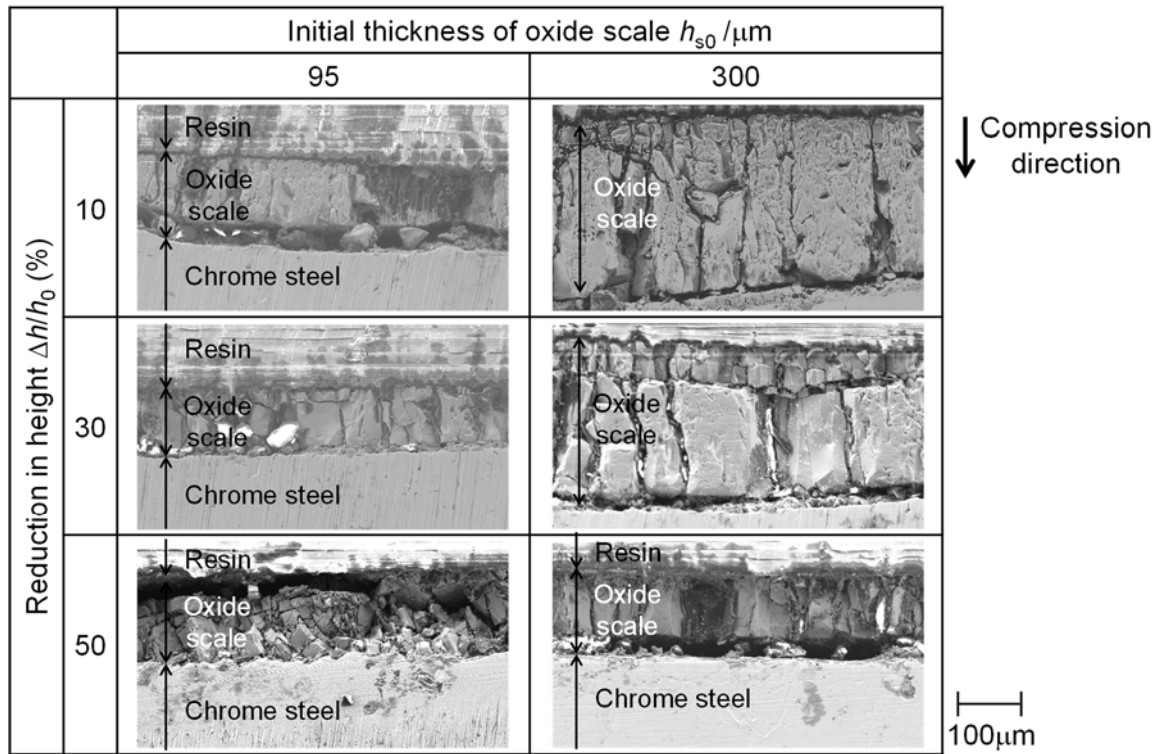 Initial thickness of oxide scale hs0 /μm
95
300
Reduction in height Δh/h0 (%)
10
Resin
Oxide
scale
Chrome steel
Oxide
scale
Compression
direction
30
Resin
Oxide
scale
Chrome steel
Oxide
scale
50
Resin
Oxide
scale
Chrome steel
Resin
Oxide
scale
Chrome steel
100μm